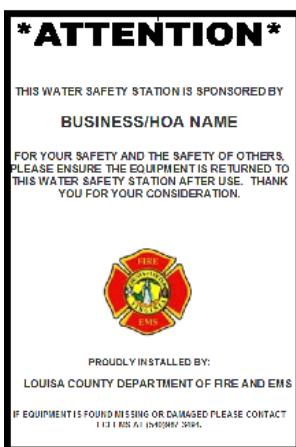 *ATTENTION*
THIS WATER SAFETY STATION IS SPONSORED BY
BUSINESS/HOA NAME
FOR YOUR SAFETY AND THE SAFETY OF OTHERS,
PLEASE ENSURE THE EQUIPMENT IS RETURNED TO
THIS WATER SAFETY STATION AFTER USE. THANK
YOU FOR YOUR CONSIDERATION.
FIRE
VIRGINIA
EMS
PROUDLY INSTALLED BY:
LOUISA COUNTY DEPARTMENT OF FIRE AND EMS
IF EQUIPMENT IS FOUND MISSING OR DAMAGED PLEASE CONTACT